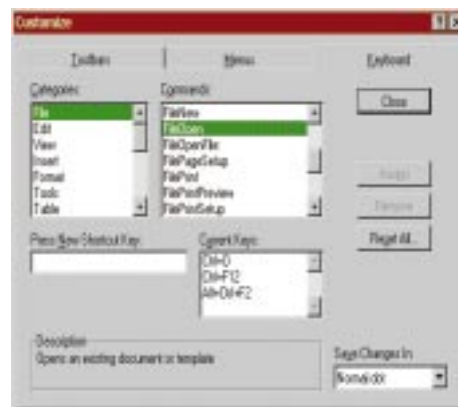 Customize
Toolbars
Menus
Keyboard
Categories:
File
Edit
View
Insert
Format
Tools
Table
Commands:
FileNew
FileOpen
FileOpenFile
FilePageSetup
FilePrint
FilePrintPreview
FilePrintSetup
Close
Assign
Remove
Reset All...
Press New Shortcut Key:
Current Keys:
Ctrl+O
Ctrl+F12
Alt+Ctrl+F2
Description
Opens an existing document or template
Save Changes In:
Normal.dot